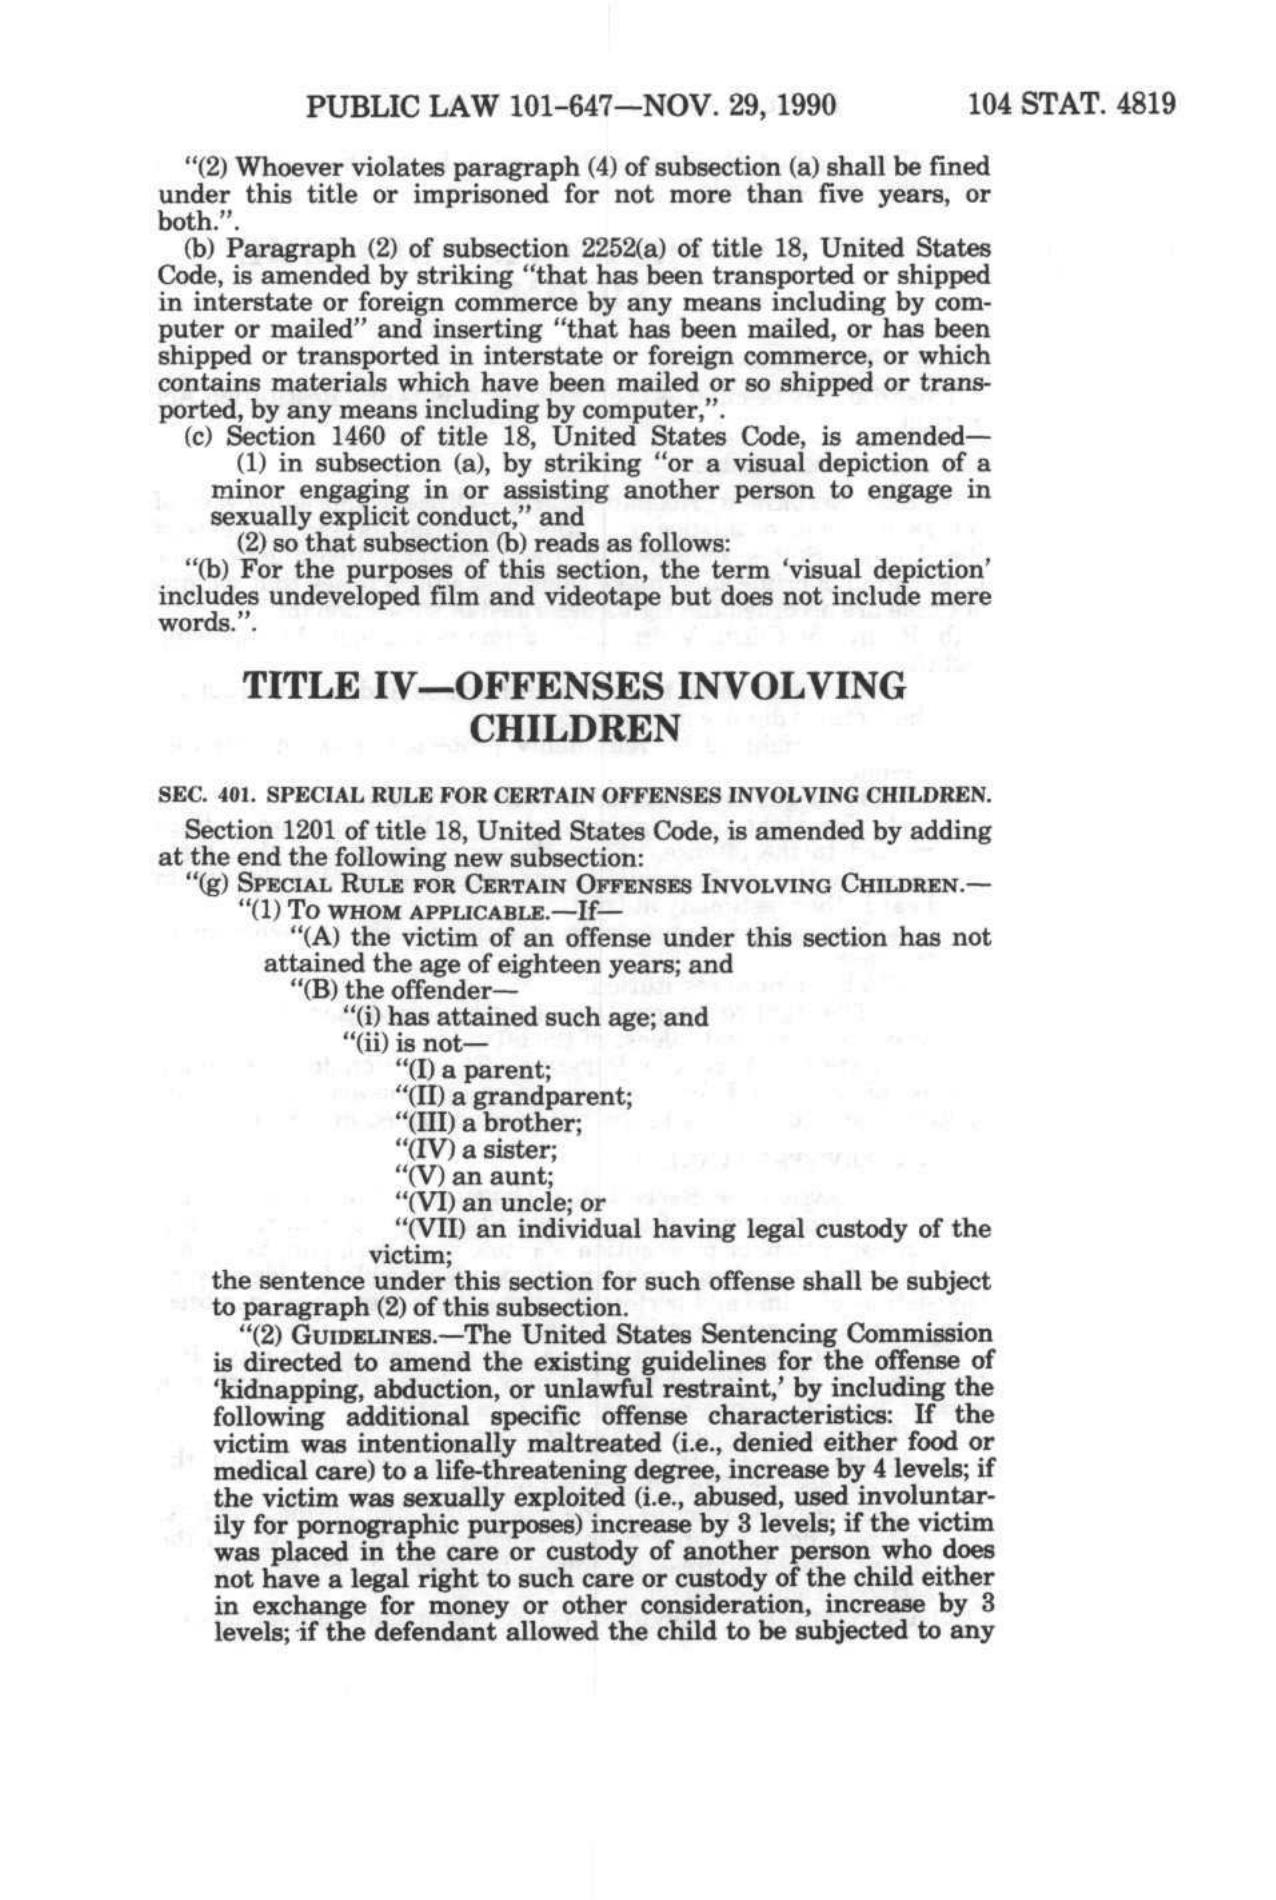 PUBLIC LAW 101-647—NOV. 29, 1990 104 STAT. 4819
"(2) Whoever violates paragraph (4) of subsection (a) shall be fined
under this title or imprisoned for not more than five years, or
both.".
(b) Paragraph (2) of subsection 2252(a) of title 18, United States
Code, is amended by striking "that has been transported or shipped
in interstate or foreign commerce by any means including by com-
puter or mailed" and inserting "that has been mailed, or has been
shipped or transported in interstate or foreign commerce, or which
contains materials which have been mailed or so shipped or trans-
ported, by any means including by computer,".
(c) Section 1460 of title 18, United States Code, is amended—
(1) in subsection (a), by striking "or a visual depiction of a
minor engaging in or assisting another person to engage in
sexually explicit conduct," and
(2) so that subsection (b) reads as follows:
"(b) For the purposes of this section, the term 'visual depiction'
includes undeveloped film and videotape but does not include mere
words.".
TITLE IV—OFFENSES INVOLVING
CHILDREN
SEC. 401. SPECIAL RULE FOR CERTAIN OFFENSES INVOLVING CHILDREN.
Section 1201 of title 18, United States Code, is amended by adding
at the end the following new subsection:
"(g) SPECIAL RULE FOR CERTAIN OFFENSES INVOLVING CHILDREN.—
"(1) TO WHOM APPLICABLE.—If—
"(A) the victim of an offense under this section has not
attained the age of eighteen years; and
"(B) the offender—
"(i) has attained such age; and
"(ii) is not—
"(I) a parent;
"(II) a grandparent;
"(III) a brother;
"(IV) a sister;
"(V) an aunt;
"(VI) an uncle; or
"(VII) an individual having legal custody of the
victim;
the sentence under this section for such offense shall be subject
to paragraph (2) of this subsection.
"(2) GUIDELINES.—The United States Sentencing Commission
is directed to amend the existing guidelines for the offense of
'kidnapping, abduction, or unlawful restraint,' by including the
following additional specific offense characteristics: If the
victim was intentionally maltreated (i.e., denied either food or
medical care) to a life-threatening degree, increase by 4 levels; if
the victim was sexually exploited (i.e., abused, used involuntar-
ily for pornographic purposes) increase by 3 levels; if the victim
was placed in the care or custody of another person who does
not have a legal right to such care or custody of the child either
in exchange for money or other consideration, increase by 3
levels; if the defendant allowed the child to be subjected to any